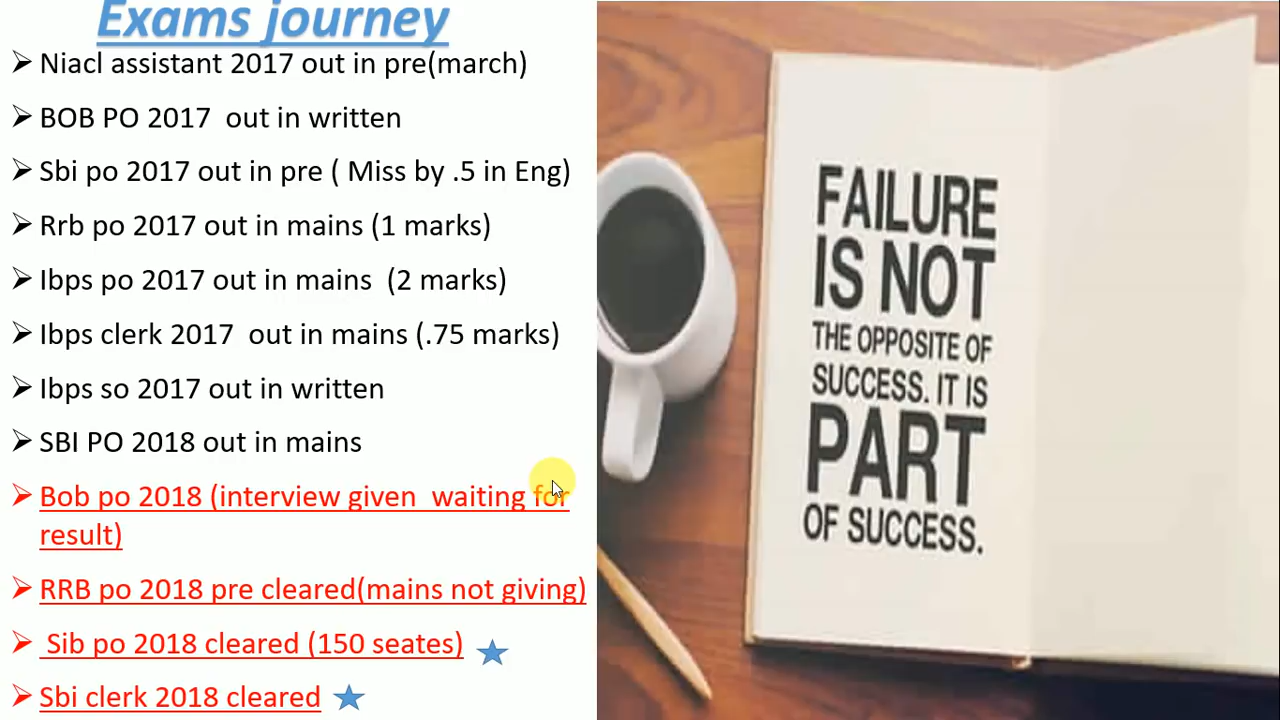 Exams journey
Niacl assistant 2017 out in pre(march)
BOB PO 2017  out in written
Sbi po 2017 out in pre ( Miss by .5 in Eng)
Rrb po 2017 out in mains (1 marks)
Ibps po 2017 out in mains  (2 marks)
Ibps clerk 2017  out in mains (.75 marks)
Ibps so 2017 out in written
SBI PO 2018 out in mains
Bob po 2018 (interview given  waiting for
result)
RRB po 2018 pre cleared(mains not giving)
Sib po 2018 cleared (150 seates)
Sbi clerk 2018 cleared
FAILURE
IS NOT
THE OPPOSITE OF
SUCCESS. IT IS
PART
OF SUCCESS.